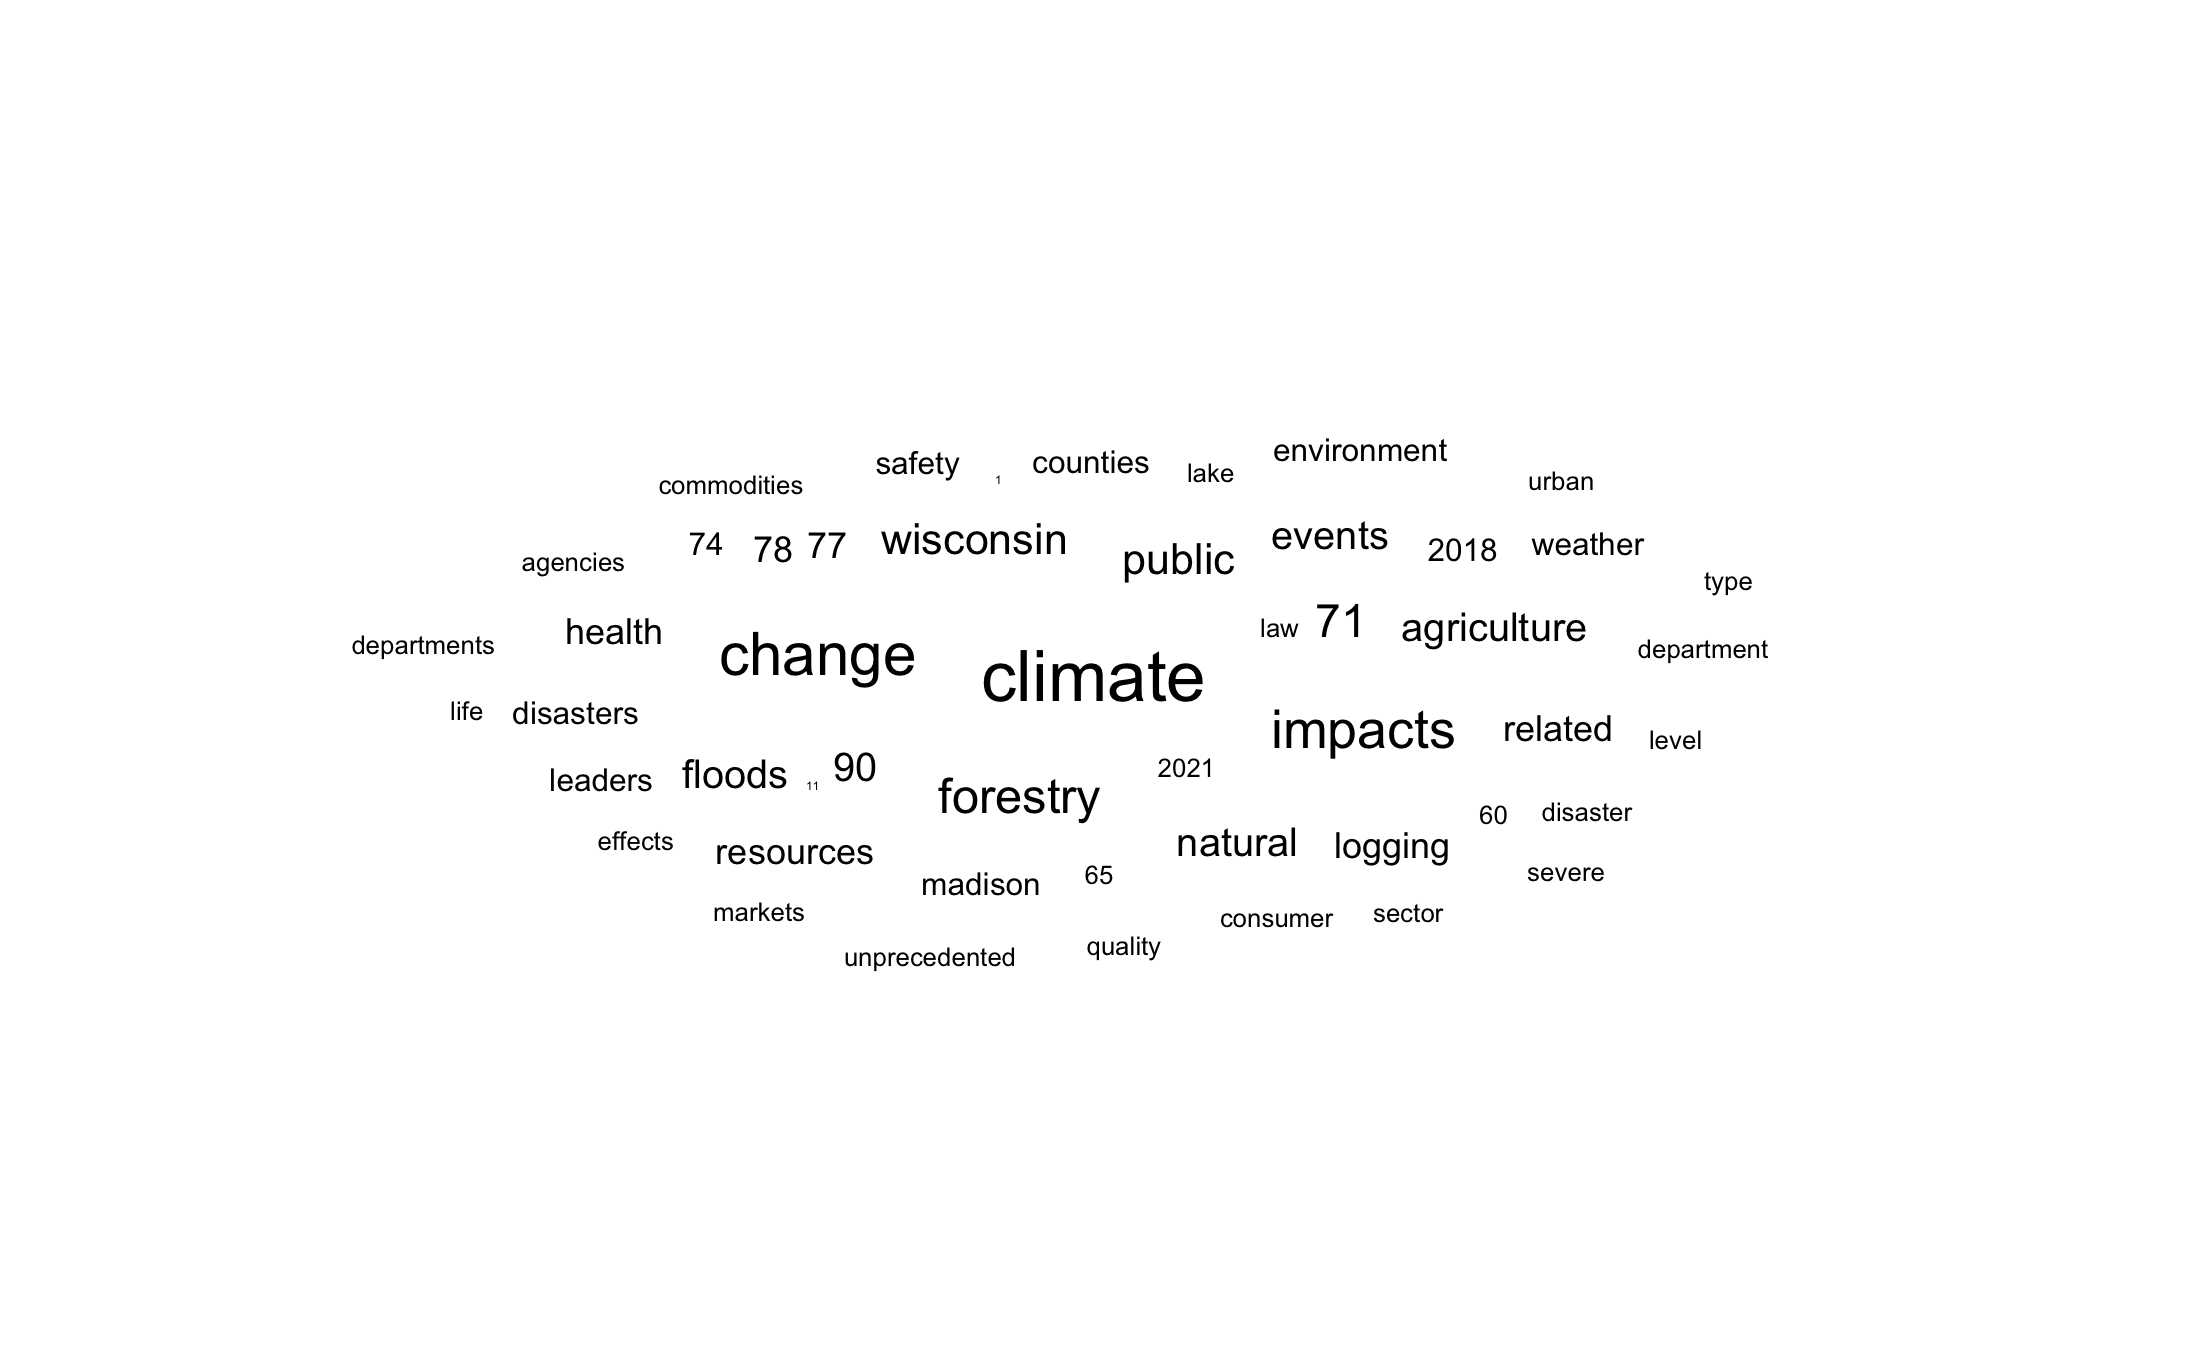 safety 1 counties lake environment
commodities urban
74 78 77 wisconsin public events 2018 weather
agencies type
departments health change climate law 71 agriculture department
life disasters impacts related level
leaders floods 11 90 forestry 2021 60 disaster
effects resources natural logging
madison 65 severe
markets consumer sector
unprecedented quality